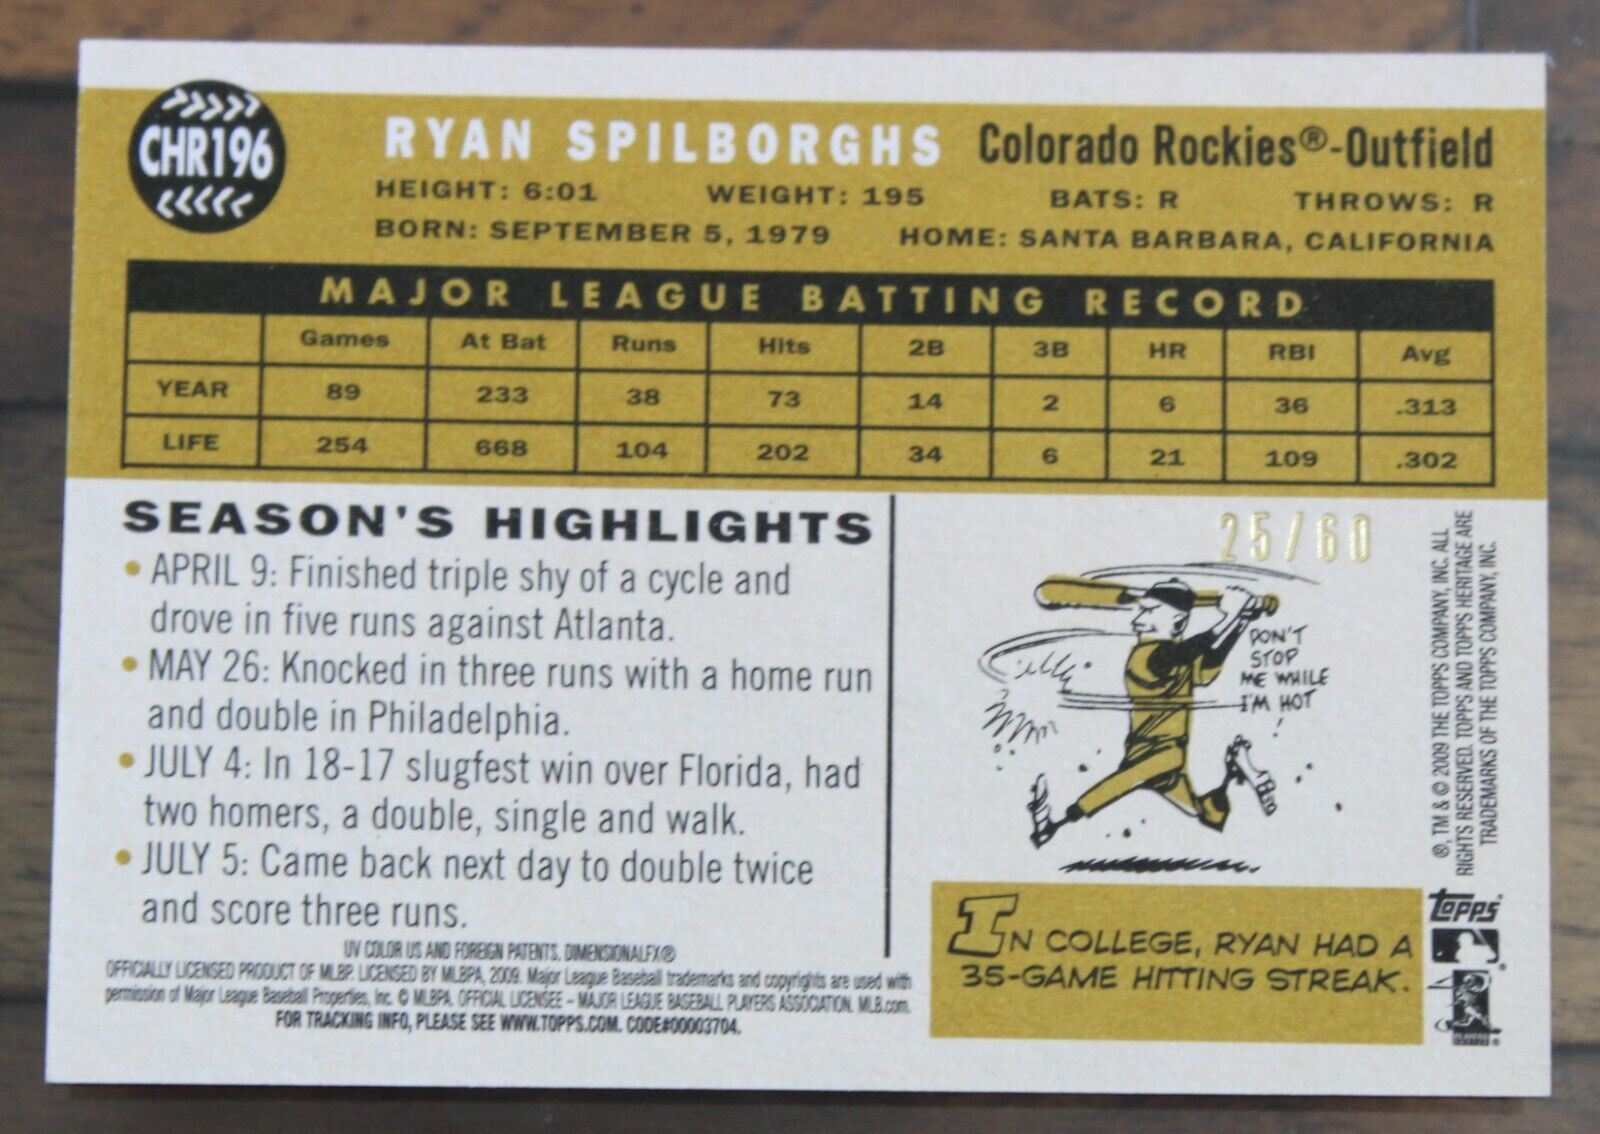 CHR196
RYAN SPILBORGHS Colorado Rockies®-Outfield
HEIGHT: 6:01 WEIGHT: 195 BATS: R THROWS: R
BORN: SEPTEMBER 5, 1979 HOME: SANTA BARBARA, CALIFORNIA
MAJOR LEAGUE BATTING RECORD
Games At Bat Runs Hits 2B 3B HR RBI Avg
YEAR 89 233 38 73 14 2 6 36 .313
LIFE 254 668 104 202 34 6 21 109 .302
SEASON'S HIGHLIGHTS
• APRIL 9: Finished triple shy of a cycle and
drove in five runs against Atlanta.
• MAY 26: Knocked in three runs with a home run
and double in Philadelphia.
• JULY 4: In 18-17 slugfest win over Florida, had
two homers, a double, single and walk.
• JULY 5: Came back next day to double twice
and score three runs.
UV COLOR US AND FOREIGN PATENTS. DIMENSIONALFX®
OFFICIALLY LICENSED PRODUCT OF MLBP. LICENSED BY MLBPA, 2009. Major League Baseball trademarks and copyrights are used with
permission of Major League Baseball Properties, Inc. © MLBPA. OFFICIAL LICENSEE – MAJOR LEAGUE BASEBALL PLAYERS ASSOCIATION. MLB.com.
FOR TRACKING INFO, PLEASE SEE WWW.TOPPS.COM. CODE#00003704.
25/60
DON'T
STOP
ME WHILE
I'M HOT
!
IN COLLEGE, RYAN HAD A
35-GAME HITTING STREAK.
®, TM & © 2009 THE TOPPS COMPANY, INC. ALL
RIGHTS RESERVED. TOPPS AND TOPPS HERITAGE ARE
TRADEMARKS OF THE TOPPS COMPANY, INC.
topps